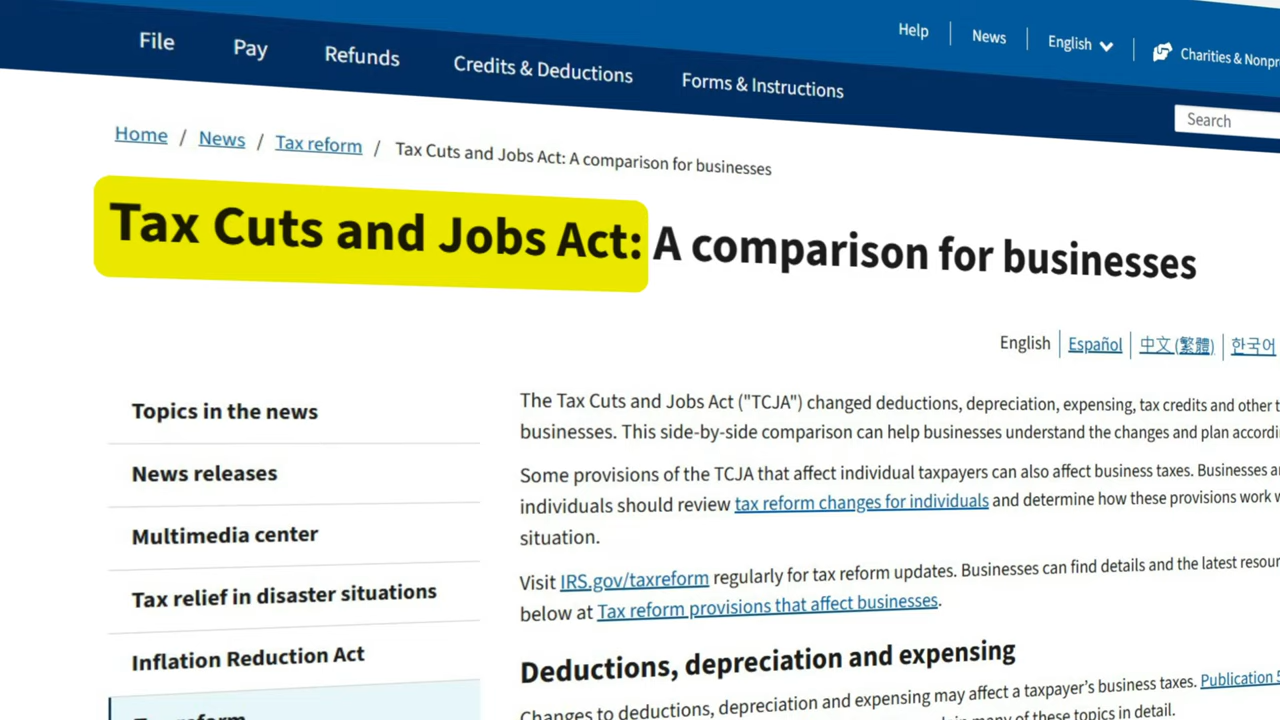 Help
News
English
Charities & Nonpr
File
Pay
Refunds
Credits & Deductions
Forms & Instructions
Search
Home / News / Tax reform / Tax Cuts and Jobs Act: A comparison for businesses
Tax Cuts and Jobs Act: A comparison for businesses
English
Español
中文 (繁體)
한국어
Topics in the news
News releases
Multimedia center
Tax relief in disaster situations
Inflation Reduction Act
Tax reform
The Tax Cuts and Jobs Act ("TCJA") changed deductions, depreciation, expensing, tax credits and other t
businesses. This side-by-side comparison can help businesses understand the changes and plan accordi
Some provisions of the TCJA that affect individual taxpayers can also affect business taxes. Businesses a
individuals should review tax reform changes for individuals and determine how these provisions work w
situation.
Visit IRS.gov/taxreform regularly for tax reform updates. Businesses can find details and the latest resour
below at Tax reform provisions that affect businesses.
Deductions, depreciation and expensing
Changes to deductions, depreciation and expensing may affect a taxpayer's business taxes. Publication 5
many of these topics in detail.